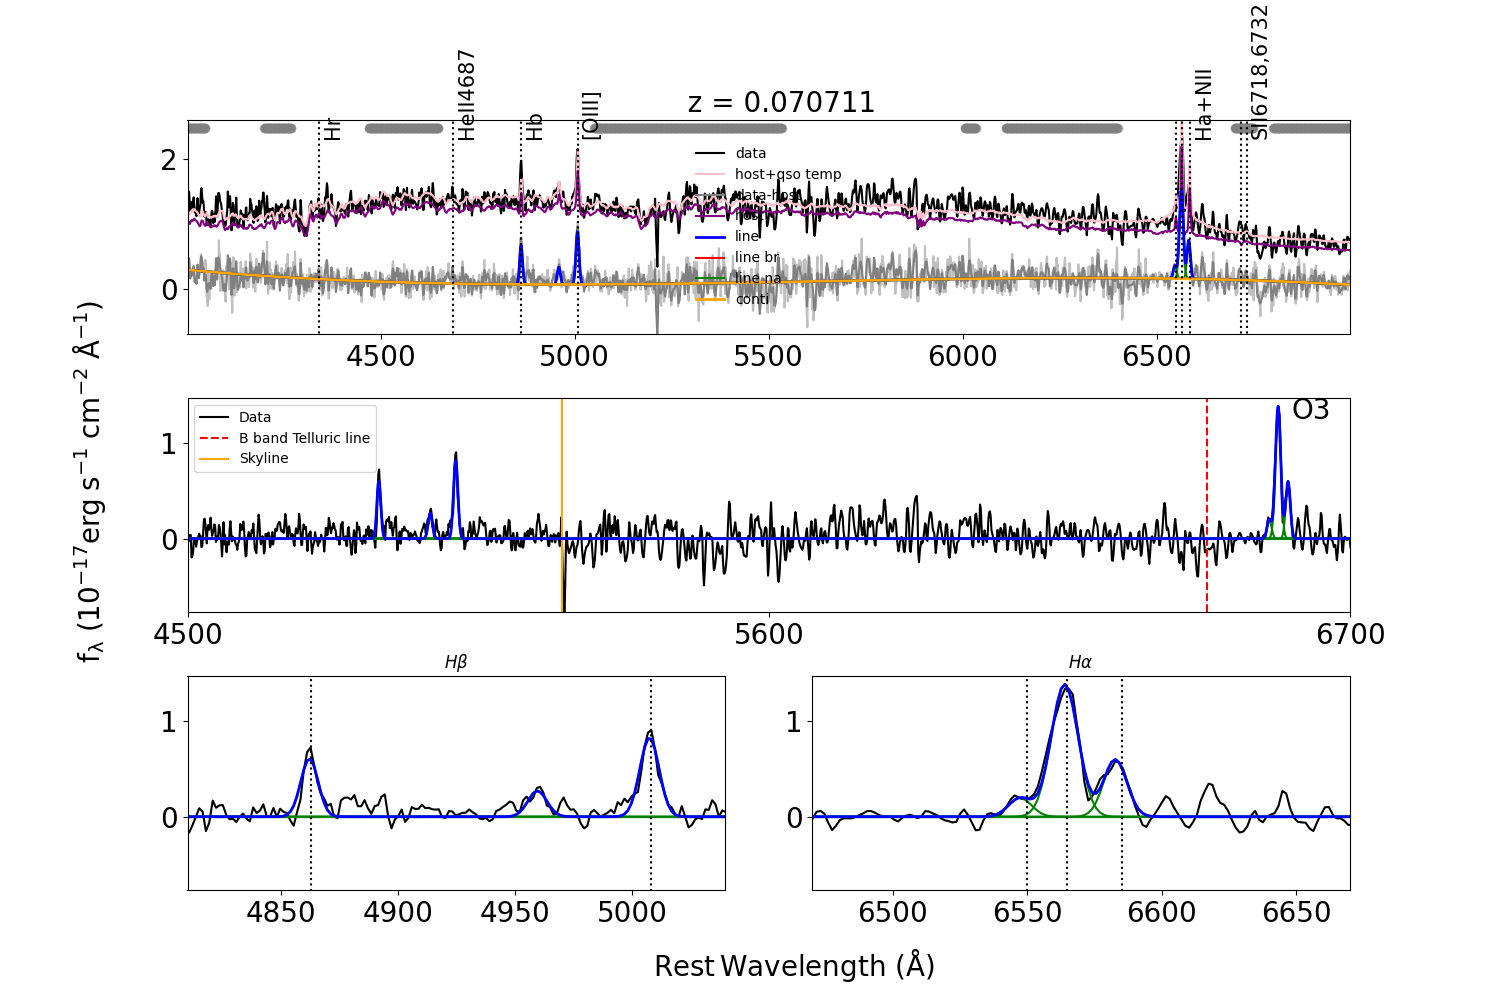 z = 0.070711
Hr
HeII4687
Hb
[OIII]
Ha+NII
SII6718,6732
data
host+qso temp
data-host
host
line
line br
line na
conti
2
0
4500 5000 5500 6000 6500
f_λ (10^−17 erg s^−1 cm^−2 Å^−1)
Data
B band Telluric line
Skyline
O3
1
0
4500 5600 6700
Hβ
1
0
4850 4900 4950 5000
Hα
1
0
6500 6550 6600 6650
Rest Wavelength (Å)